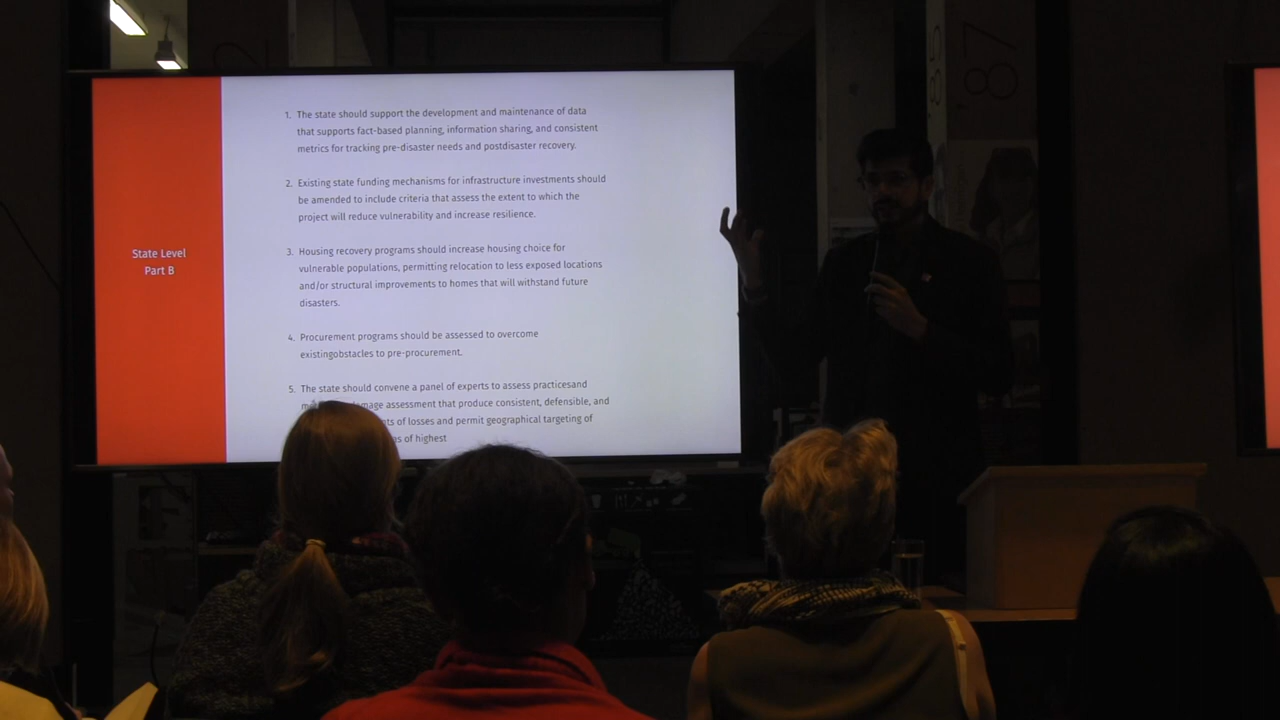 State Level
Part B
1. The state should support the development and maintenance of data
that supports fact-based planning, information sharing, and consistent
metrics for tracking pre-disaster needs and postdisaster recovery.
2. Existing state funding mechanisms for infrastructure investments should
be amended to include criteria that assess the extent to which the
project will reduce vulnerability and increase resilience.
3. Housing recovery programs should increase housing choice for
vulnerable populations, permitting relocation to less exposed locations
and/or structural improvements to homes that will withstand future
disasters.
4. Procurement programs should be assessed to overcome
existingobstacles to pre-procurement.
5. The state should convene a panel of experts to assess practicesand
assessment that produce consistent, defensible, and
of losses and permit geographical targeting of
of highest
87